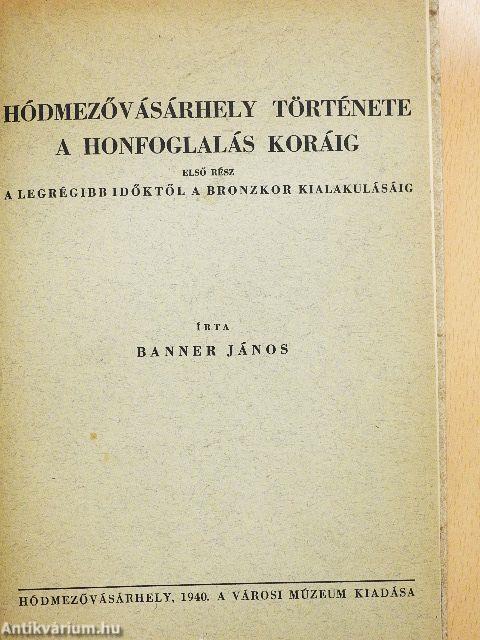 HÓDMEZŐVÁSÁRHELY TÖRTÉNETE
A HONFOGLALÁS KORÁIG
ELSŐ RÉSZ
A LEGRÉGIBB IDŐKTŐL A BRONZKOR KIALAKULÁSÁIG
ÍRTA
BANNER JÁNOS
HÓDMEZŐVÁSÁRHELY, 1940. A VÁROSI MÚZEUM KIADÁSA
Antikvárium.hu